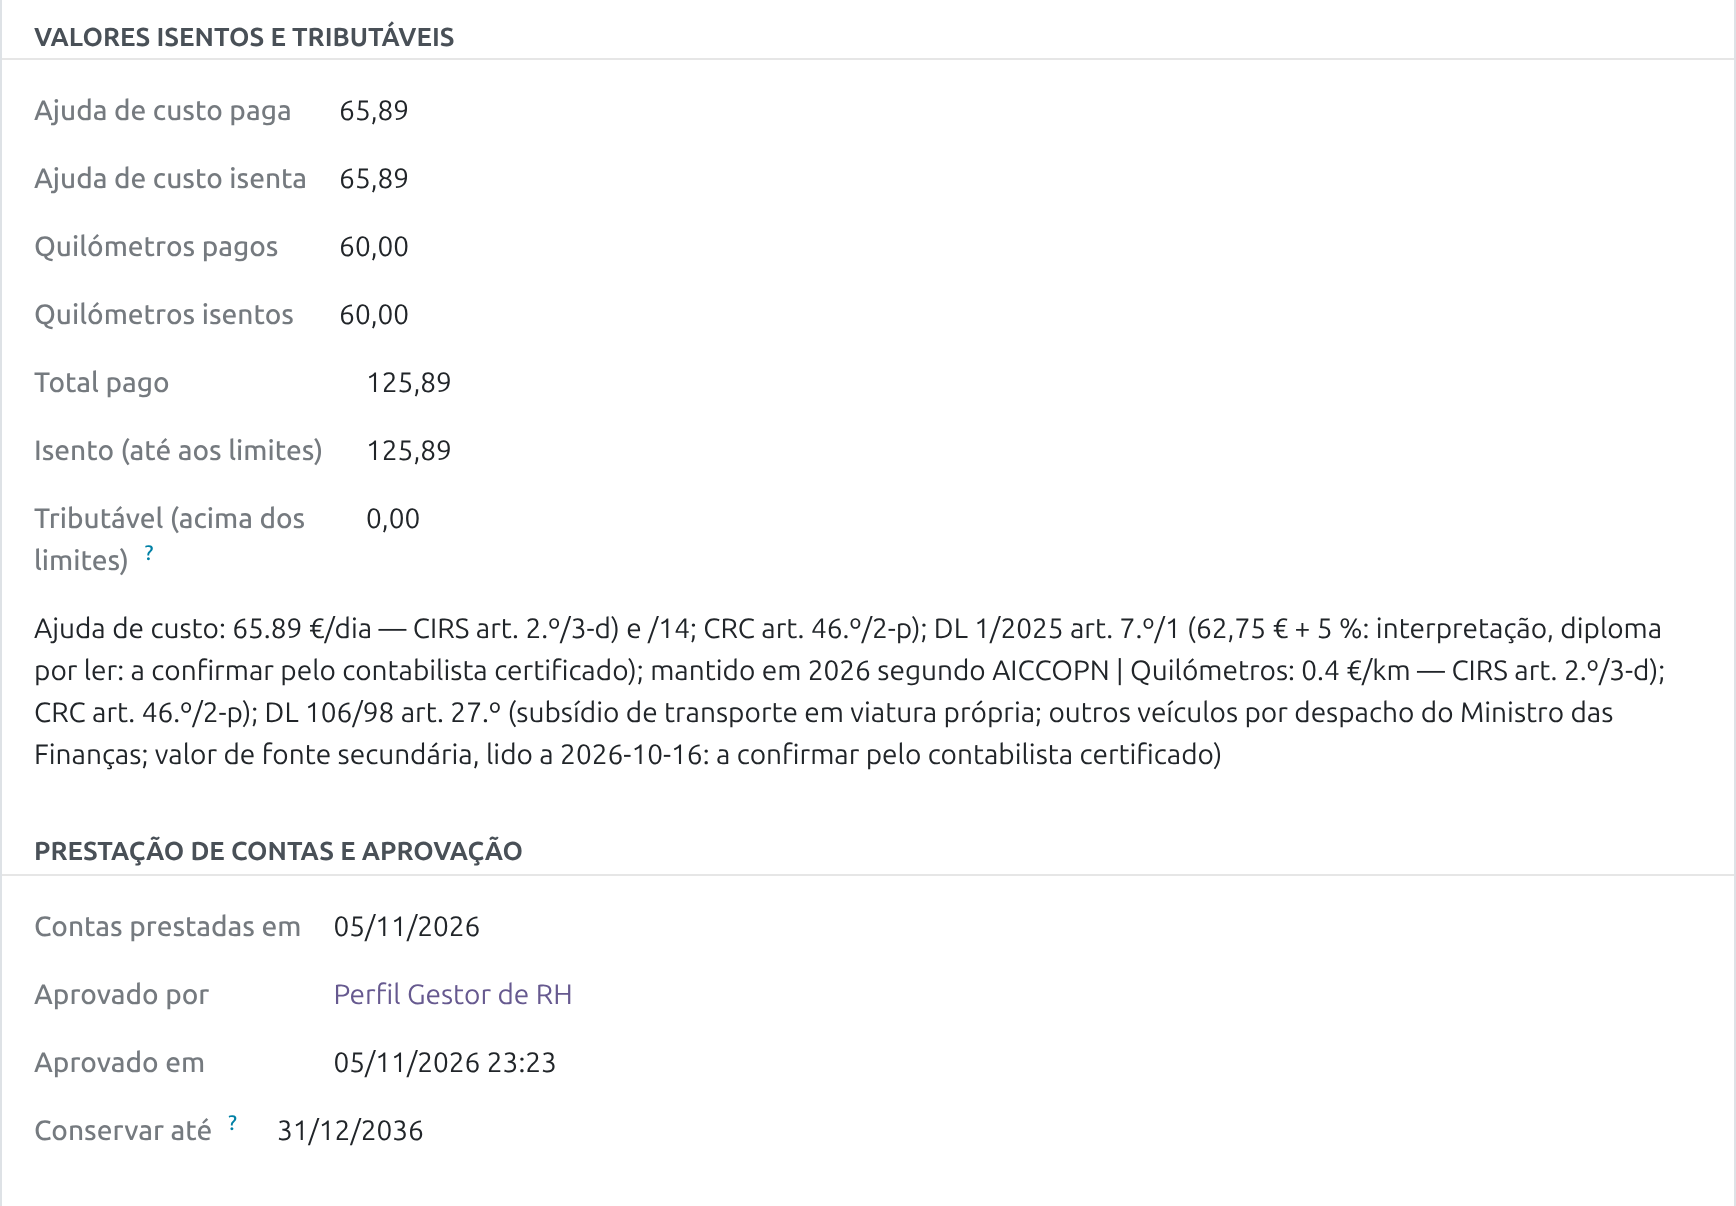 VALORES ISENTOS E TRIBUTÁVEIS
Ajuda de custo paga 65,89
Ajuda de custo isenta 65,89
Quilómetros pagos 60,00
Quilómetros isentos 60,00
Total pago 125,89
Isento (até aos limites) 125,89
Tributável (acima dos 0,00
limites) ?
Ajuda de custo: 65.89 €/dia — CIRS art. 2.º/3-d) e /14; CRC art. 46.º/2-p); DL 1/2025 art. 7.º/1 (62,75 € + 5 %: interpretação, diploma
por ler: a confirmar pelo contabilista certificado); mantido em 2026 segundo AICCOPN | Quilómetros: 0.4 €/km — CIRS art. 2.º/3-d);
CRC art. 46.º/2-p); DL 106/98 art. 27.º (subsídio de transporte em viatura própria; outros veículos por despacho do Ministro das
Finanças; valor de fonte secundária, lido a 2026-10-16: a confirmar pelo contabilista certificado)
PRESTAÇÃO DE CONTAS E APROVAÇÃO
Contas prestadas em 05/11/2026
Aprovado por Perfil Gestor de RH
Aprovado em 05/11/2026 23:23
Conservar até ? 31/12/2036